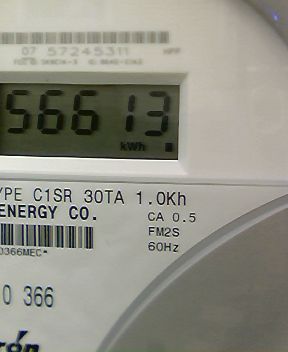 07 57245311
56613
kWh
YPE C1SR 30TA 1.0Kh
ENERGY CO.
CA 0.5
FM2S
60Hz
0366MEC*
0 366
rón